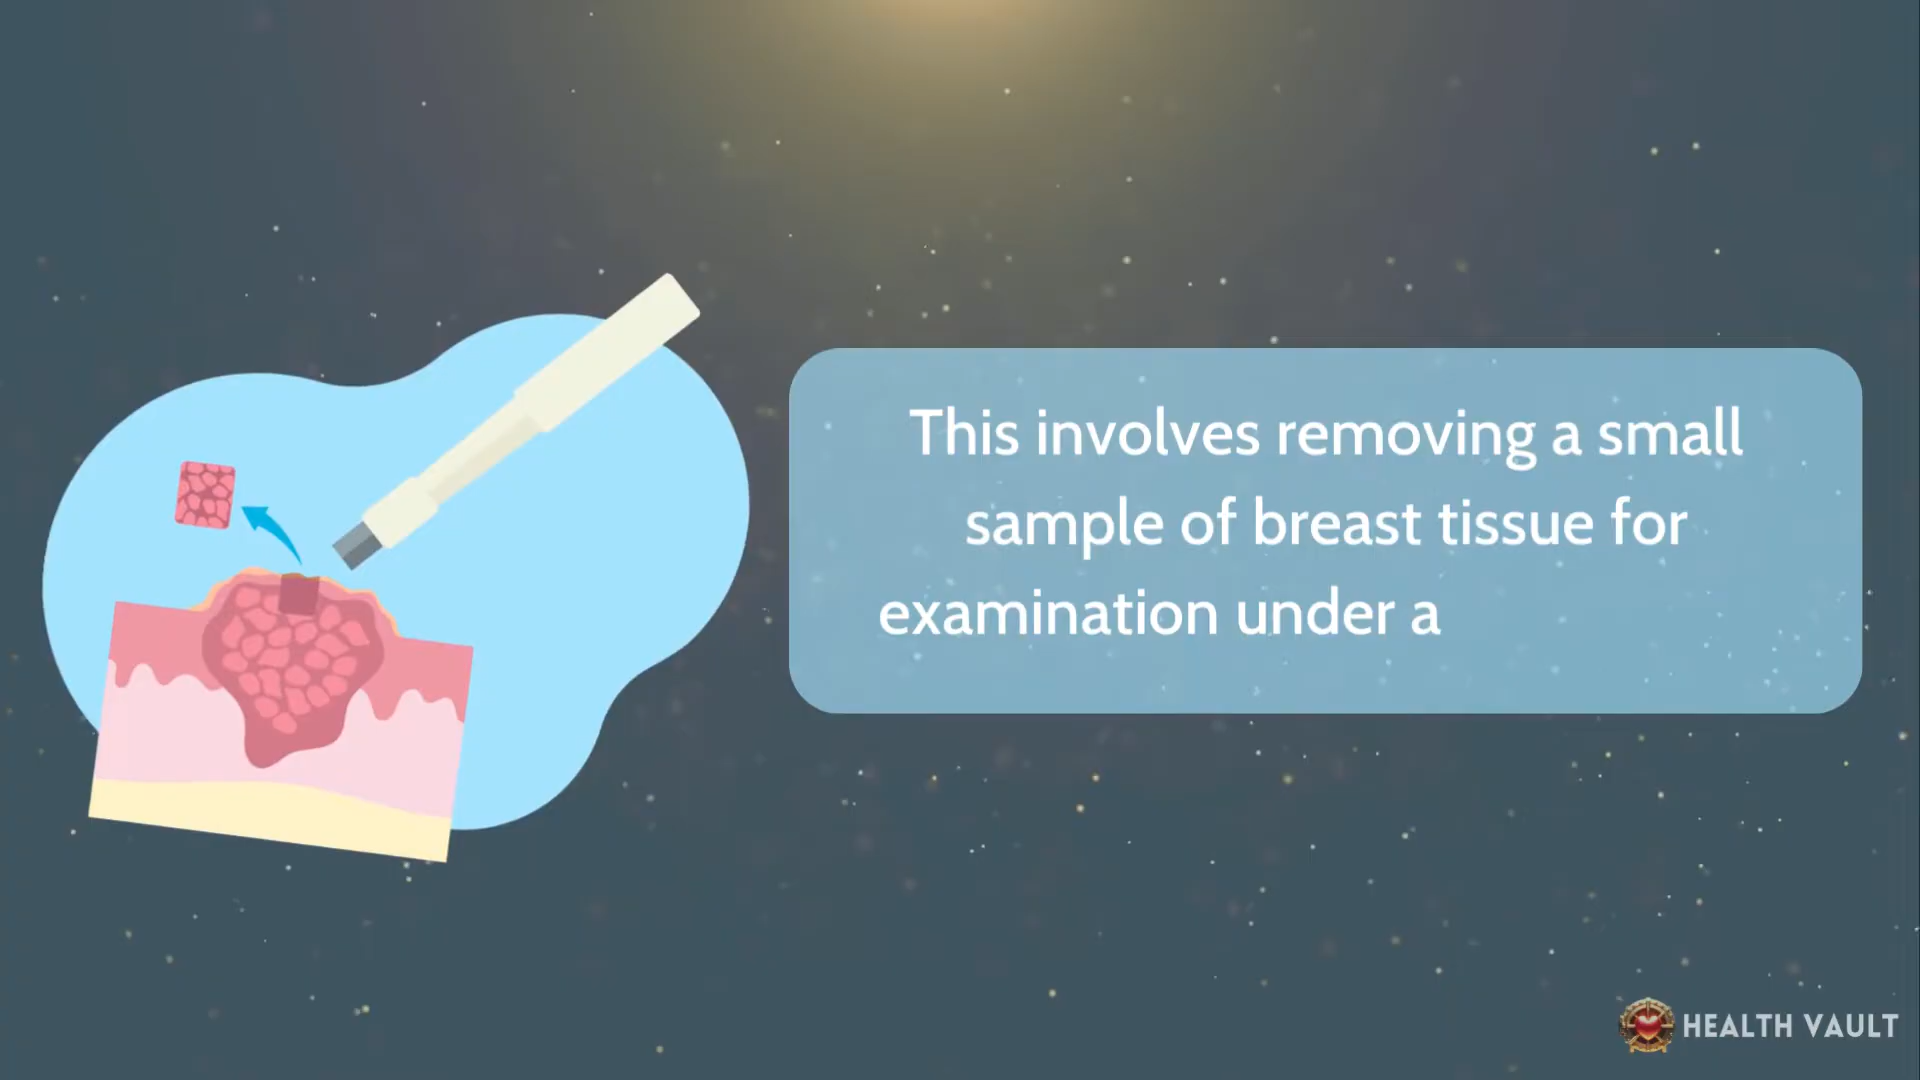 This involves removing a small
sample of breast tissue for
examination under a
HEALTH VAULT